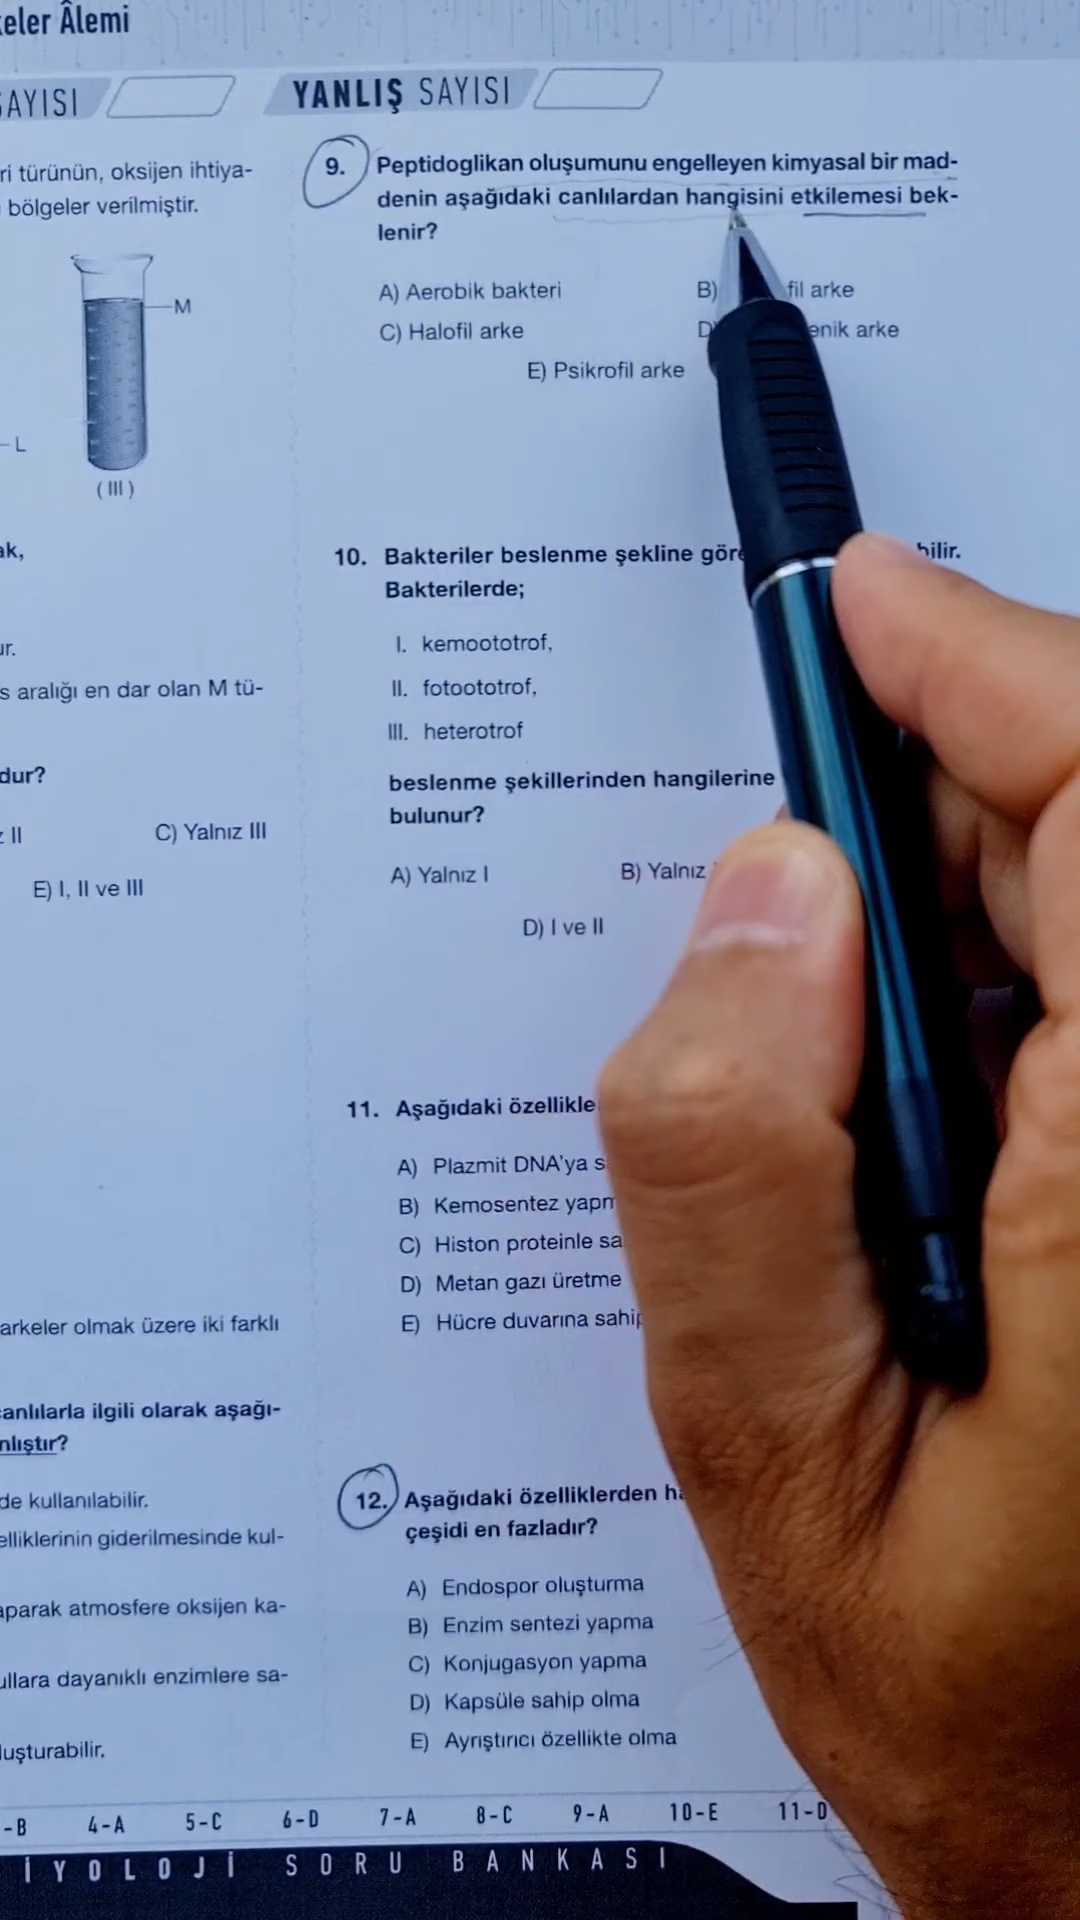 eler Âlemi
SAYISI
YANLIŞ SAYISI
ri türünün, oksijen ihtiya-
bölgeler verilmiştir.
M
L
(III)
ak,
ur.
s aralığı en dar olan M tü-
dur?
z II
C) Yalnız III
E) I, II ve III
arkeler olmak üzere iki farklı
canlılarla ilgili olarak aşağı-
nlıştır?
de kullanılabilir.
elliklerinin giderilmesinde kul-
aparak atmosfere oksijen ka-
ullara dayanıklı enzimlere sa-
luşturabilir.
9. Peptidoglikan oluşumunu engelleyen kimyasal bir mad-
denin aşağıdaki canlılardan hangisini etkilemesi bek-
lenir?
A) Aerobik bakteri
B) fil arke
C) Halofil arke
D) enik arke
E) Psikrofil arke
10. Bakteriler beslenme şekline göre bilir.
Bakterilerde;
I. kemoototrof,
II. fotoototrof,
III. heterotrof
beslenme şekillerinden hangilerine
bulunur?
A) Yalnız I
B) Yalnız
D) I ve II
11. Aşağıdaki özellikle
A) Plazmit DNA'ya s
B) Kemosentez yapm
C) Histon proteinle sa
D) Metan gazı üretme
E) Hücre duvarına sahip
12. Aşağıdaki özelliklerden ha
çeşidi en fazladır?
A) Endospor oluşturma
B) Enzim sentezi yapma
C) Konjugasyon yapma
D) Kapsüle sahip olma
E) Ayrıştırıcı özellikte olma
-B 4-A 5-C 6-D 7-A 8-C 9-A 10-E 11-D
İYOLOJİ SORU BANKASI